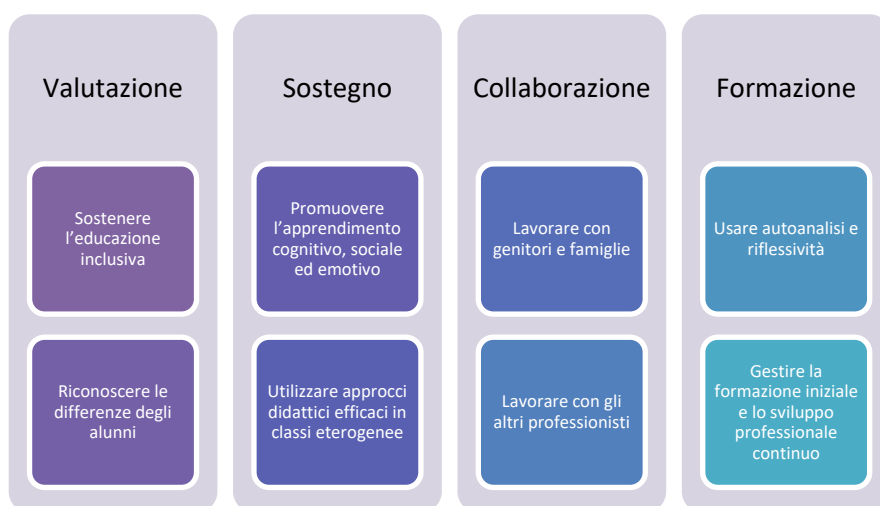 Valutazione
Sostenere
l'educazione
inclusiva
Riconoscere le
differenze degli
alunni
Sostegno
Promuovere
l'apprendimento
cognitivo, sociale
ed emotivo
Utilizzare approcci
didattici efficaci in
classi eterogenee
Collaborazione
Lavorare con
genitori e famiglie
Lavorare con gli
altri professionisti
Formazione
Usare autoanalisi e
riflessività
Gestire la
formazione iniziale
e lo sviluppo
professionale
continuo